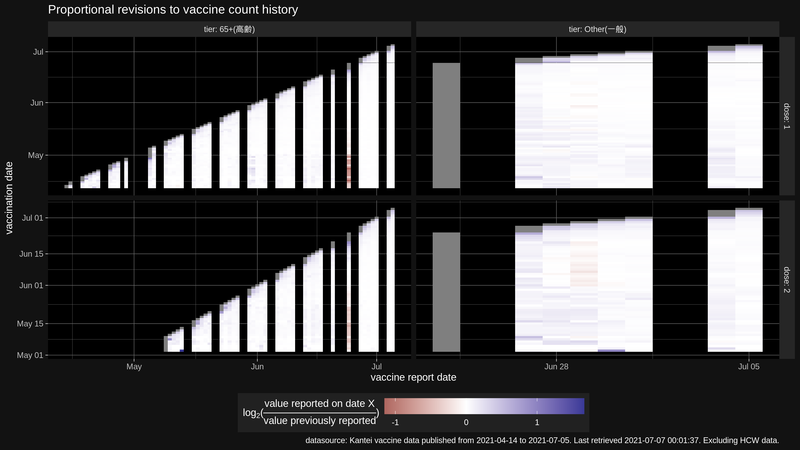 Proportional revisions to vaccine count history
tier: 65+(高齢)
tier: Other(一般)
Jul
Jun
May
dose: 1
vaccination date
Jul 01
Jun 15
Jun 01
May 15
May 01
dose: 2
May
Jun
Jul
Jun 28
Jul 05
vaccine report date
log2(
value reported on date X
value previously reported
)
-1
0
1
datasource: Kantei vaccine data published from 2021-04-14 to 2021-07-05. Last retrieved 2021-07-07 00:01:37. Excluding HCW data.